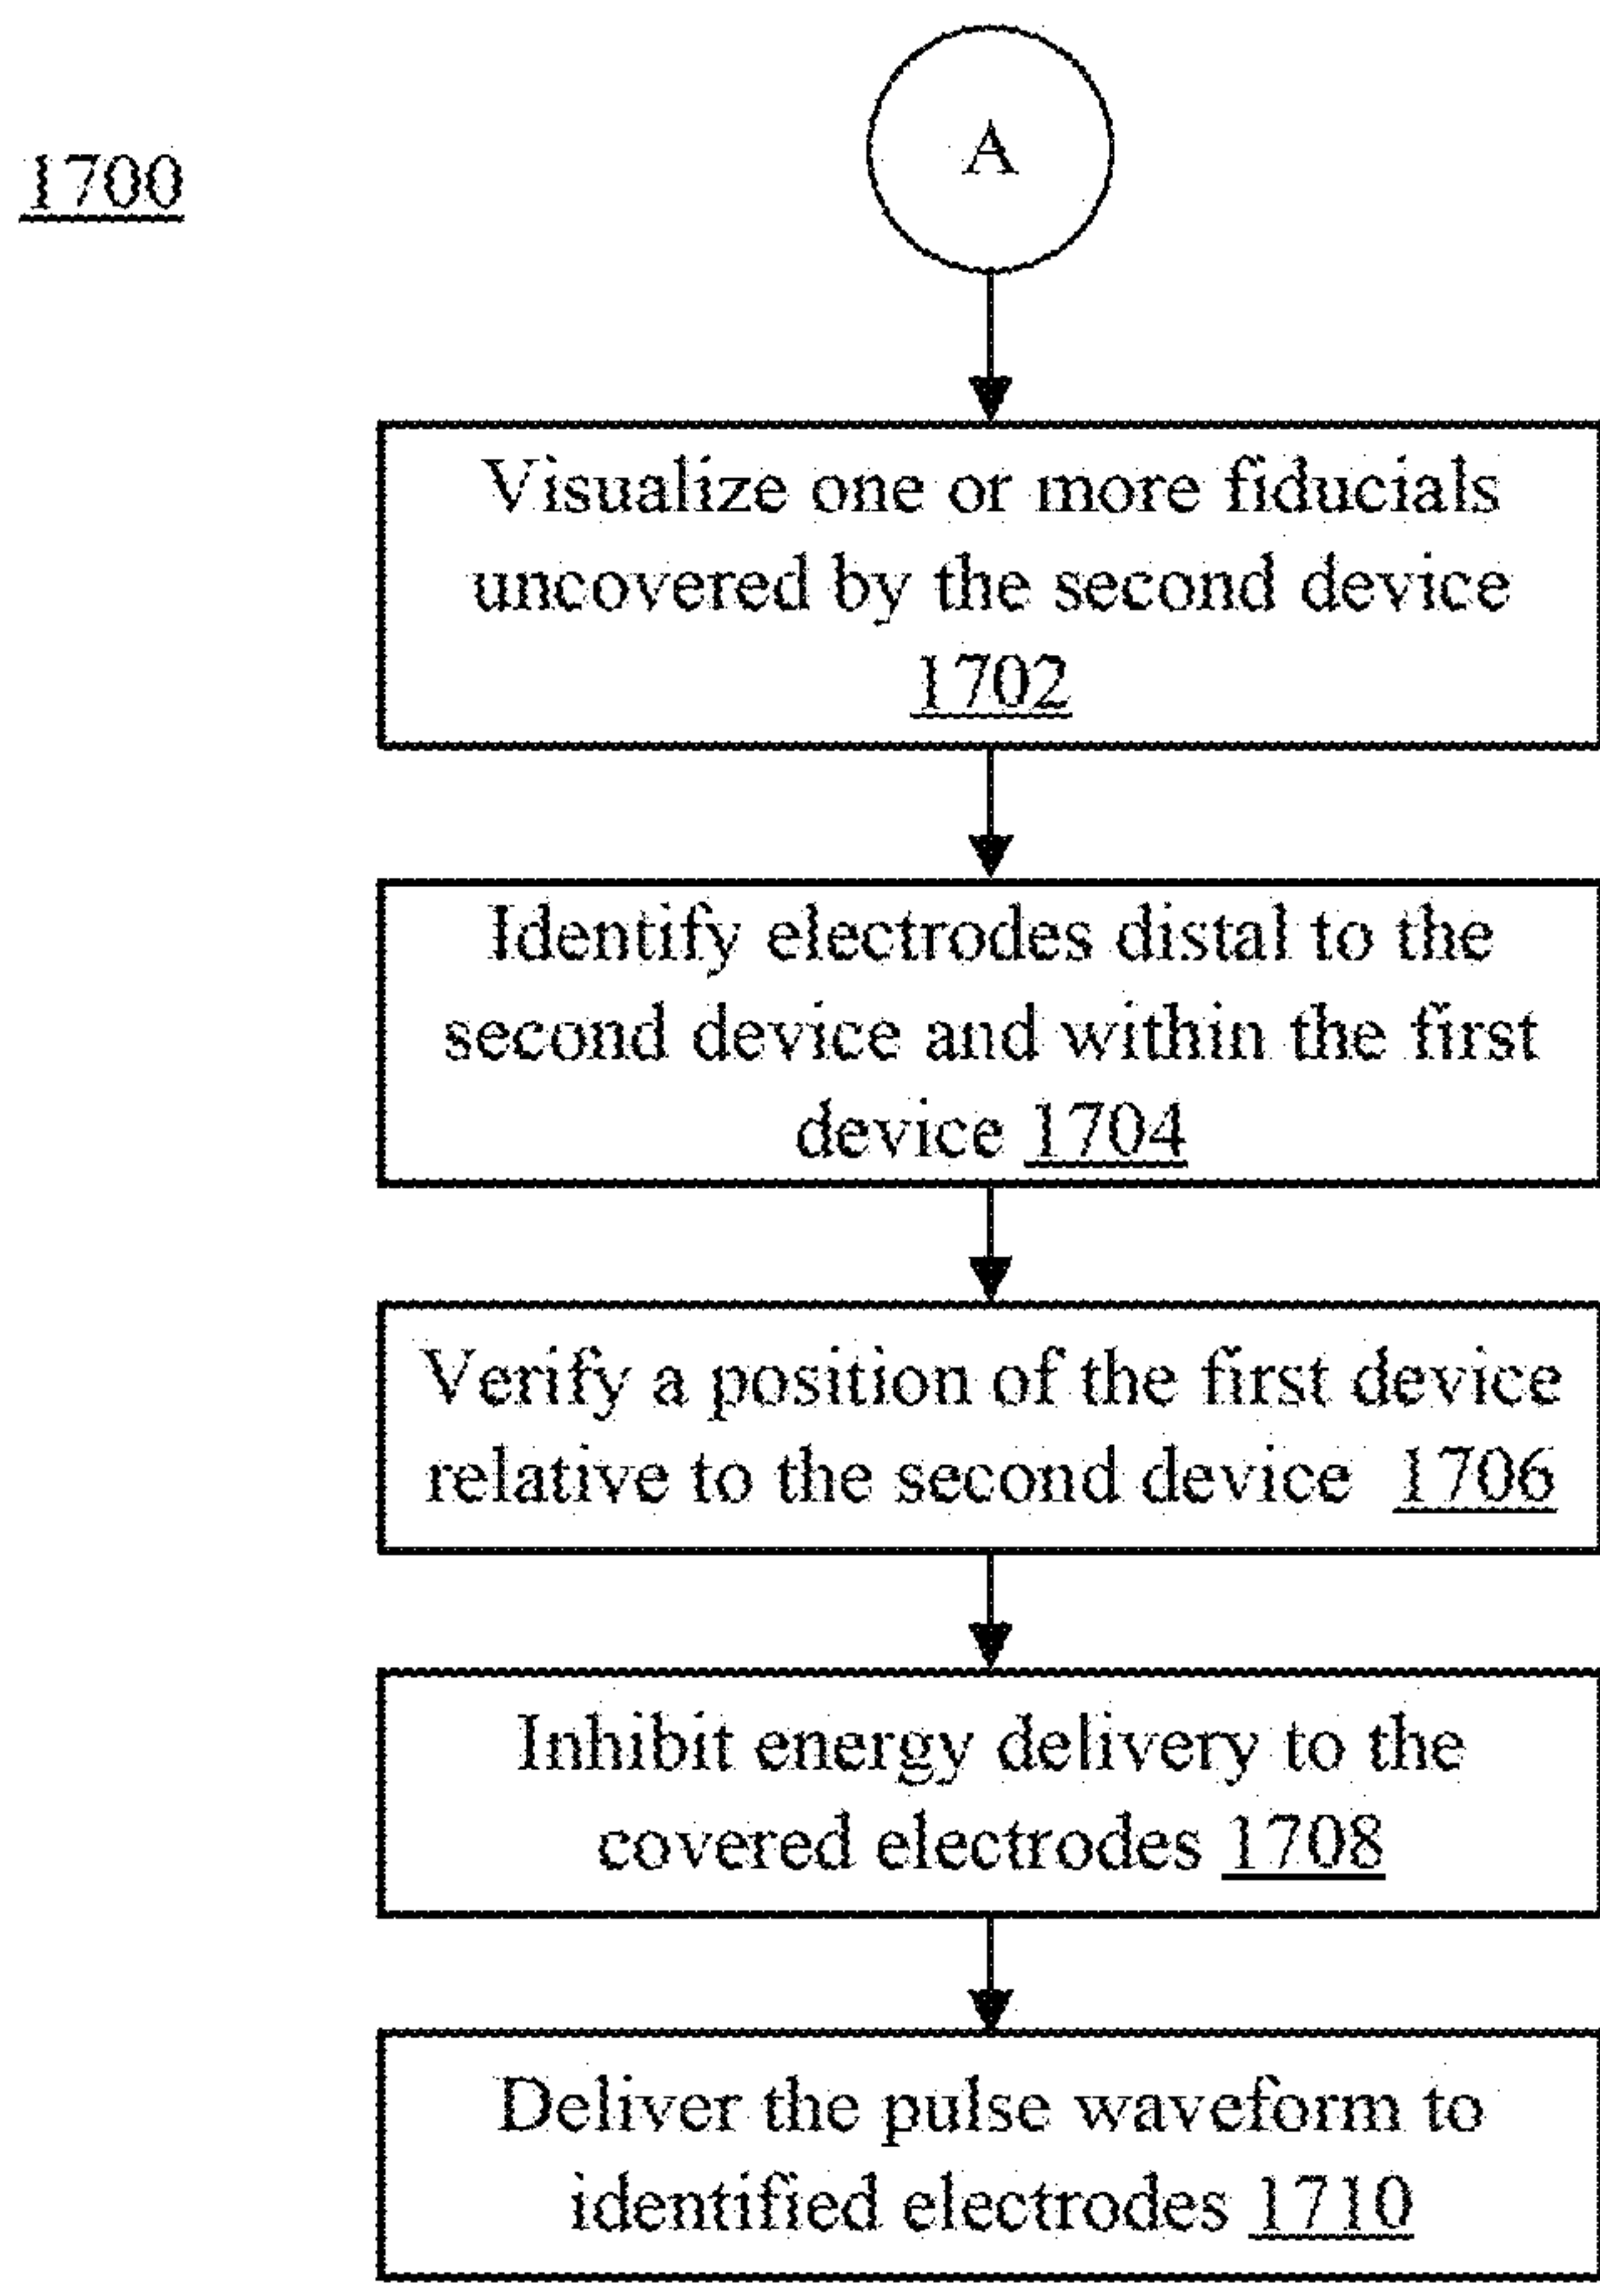 1700
A
Visualize one or more fiducials
uncovered by the second device
1702
Identify electrodes distal to the
second device and within the first
device 1704
Verify a position of the first device
relative to the second device 1706
Inhibit energy delivery to the
covered electrodes 1708
Deliver the pulse waveform to
identified electrodes 1710